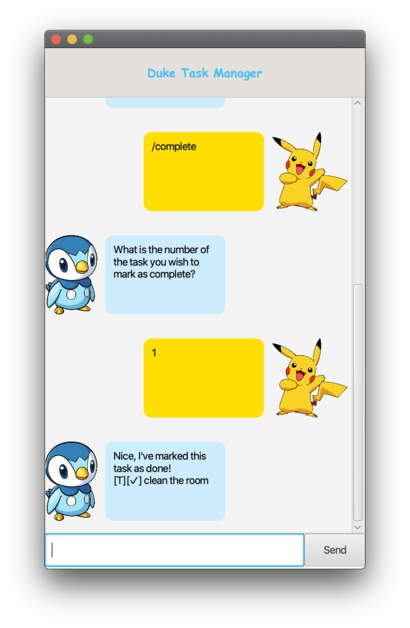 Duke Task Manager
/complete
What is the number of
the task you wish to
mark as complete?
1
Nice, I've marked this
task as done!
[T][✓] clean the room
Send